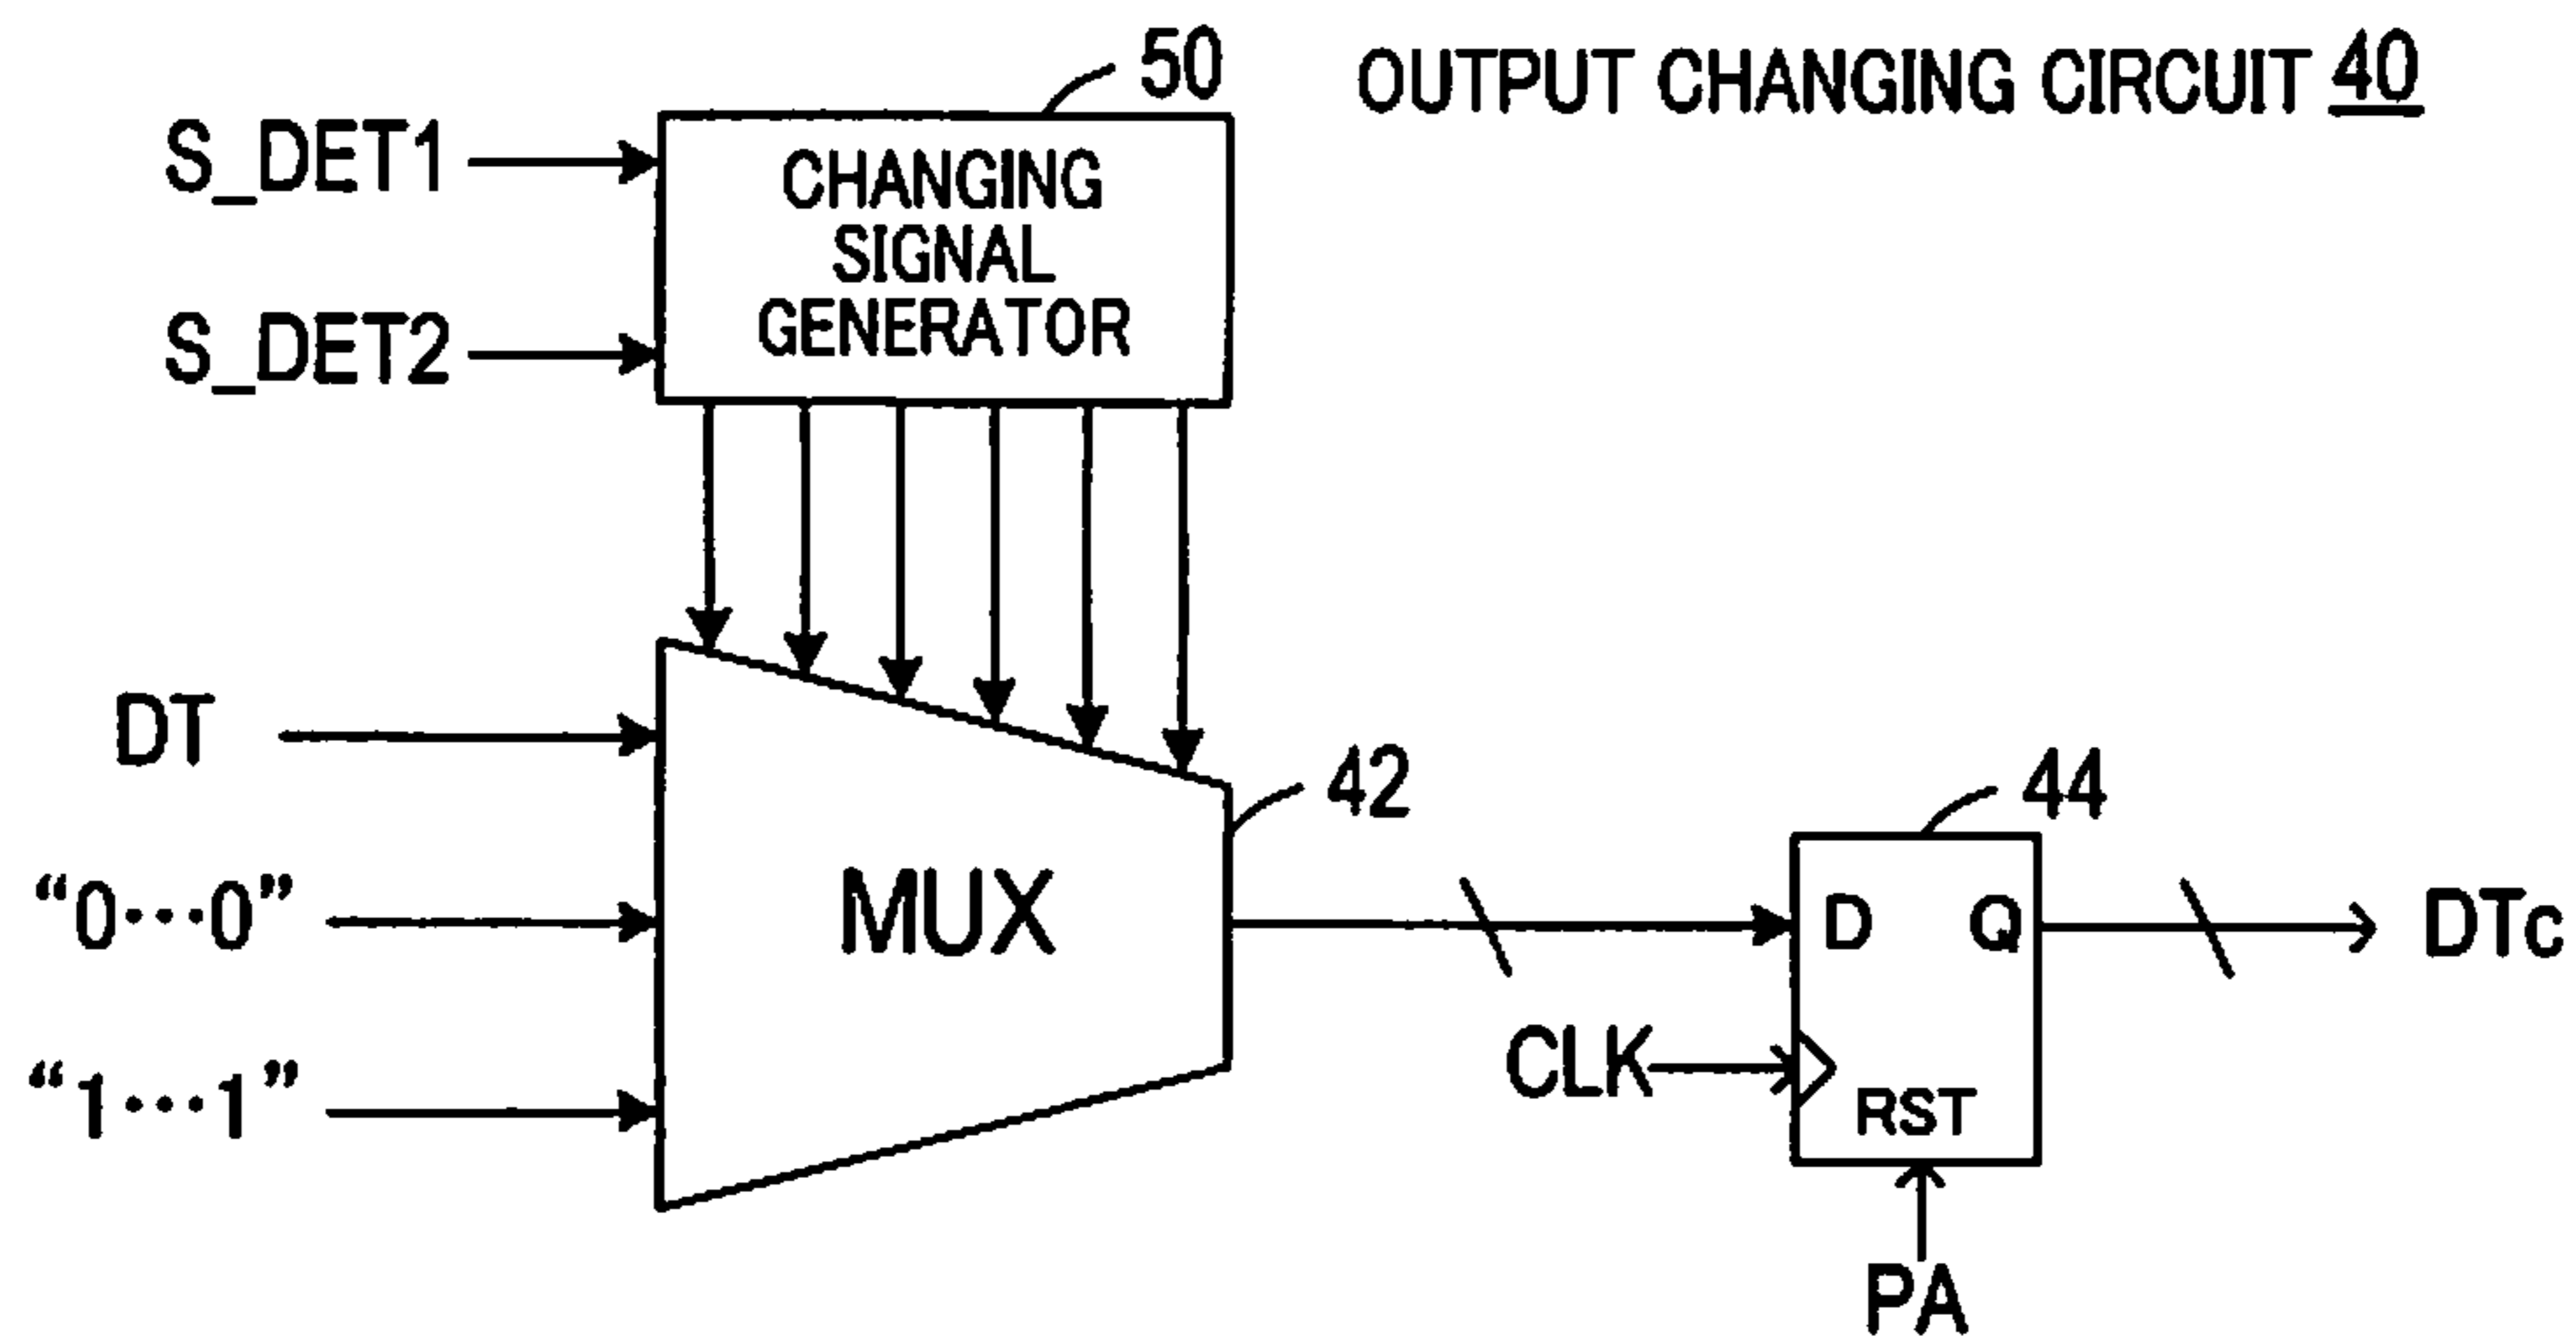 50
OUTPUT CHANGING CIRCUIT 40
S_DET1
CHANGING
SIGNAL
GENERATOR
S_DET2
DT
42
44
“0···0”
MUX
D Q
DTc
CLK
“1···1”
RST
PA